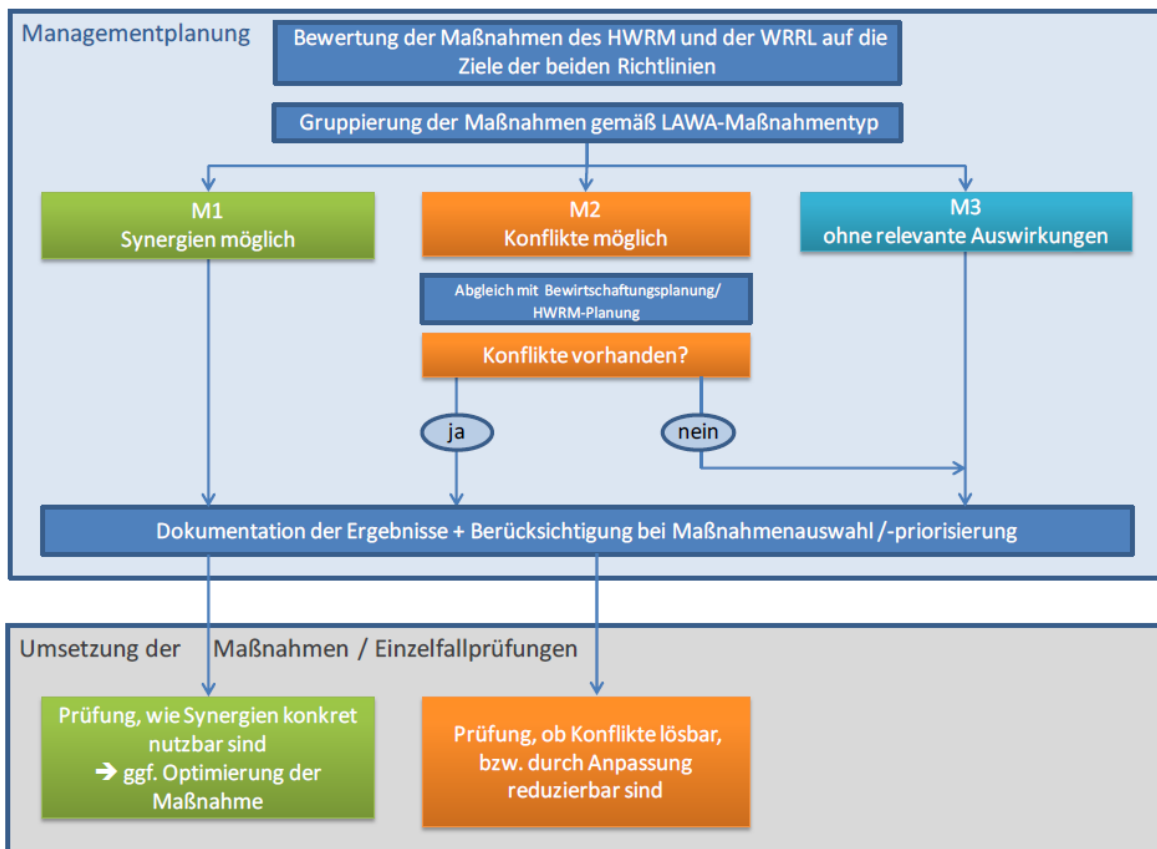 Managementplanung
Bewertung der Maßnahmen des HWRM und der WRRL auf die
Ziele der beiden Richtlinien
Gruppierung der Maßnahmen gemäß LAWA-Maßnahmentyp
M1
Synergien möglich
M2
Konflikte möglich
M3
ohne relevante Auswirkungen
Abgleich mit Bewirtschaftungsplanung/
HWRM-Planung
Konflikte vorhanden?
ja
nein
Dokumentation der Ergebnisse + Berücksichtigung bei Maßnahmenauswahl /-priorisierung
Umsetzung der Maßnahmen / Einzelfallprüfungen
Prüfung, wie Synergien konkret
nutzbar sind
➔ ggf. Optimierung der
Maßnahme
Prüfung, ob Konflikte lösbar,
bzw. durch Anpassung
reduzierbar sind